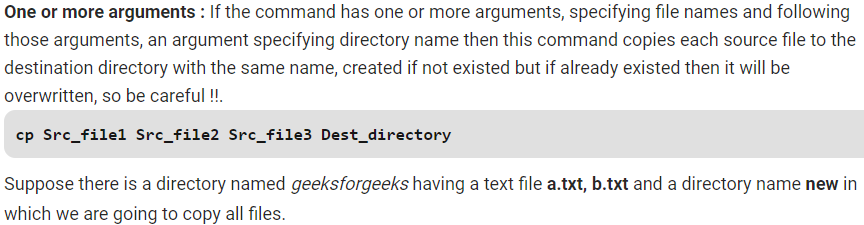 One or more arguments : If the command has one or more arguments, specifying file names and following
those arguments, an argument specifying directory name then this command copies each source file to the
destination directory with the same name, created if not existed but if already existed then it will be
overwritten, so be careful !!.
cp Src_file1 Src_file2 Src_file3 Dest_directory
Suppose there is a directory named geeksforgeeks having a text file a.txt, b.txt and a directory name new in
which we are going to copy all files.